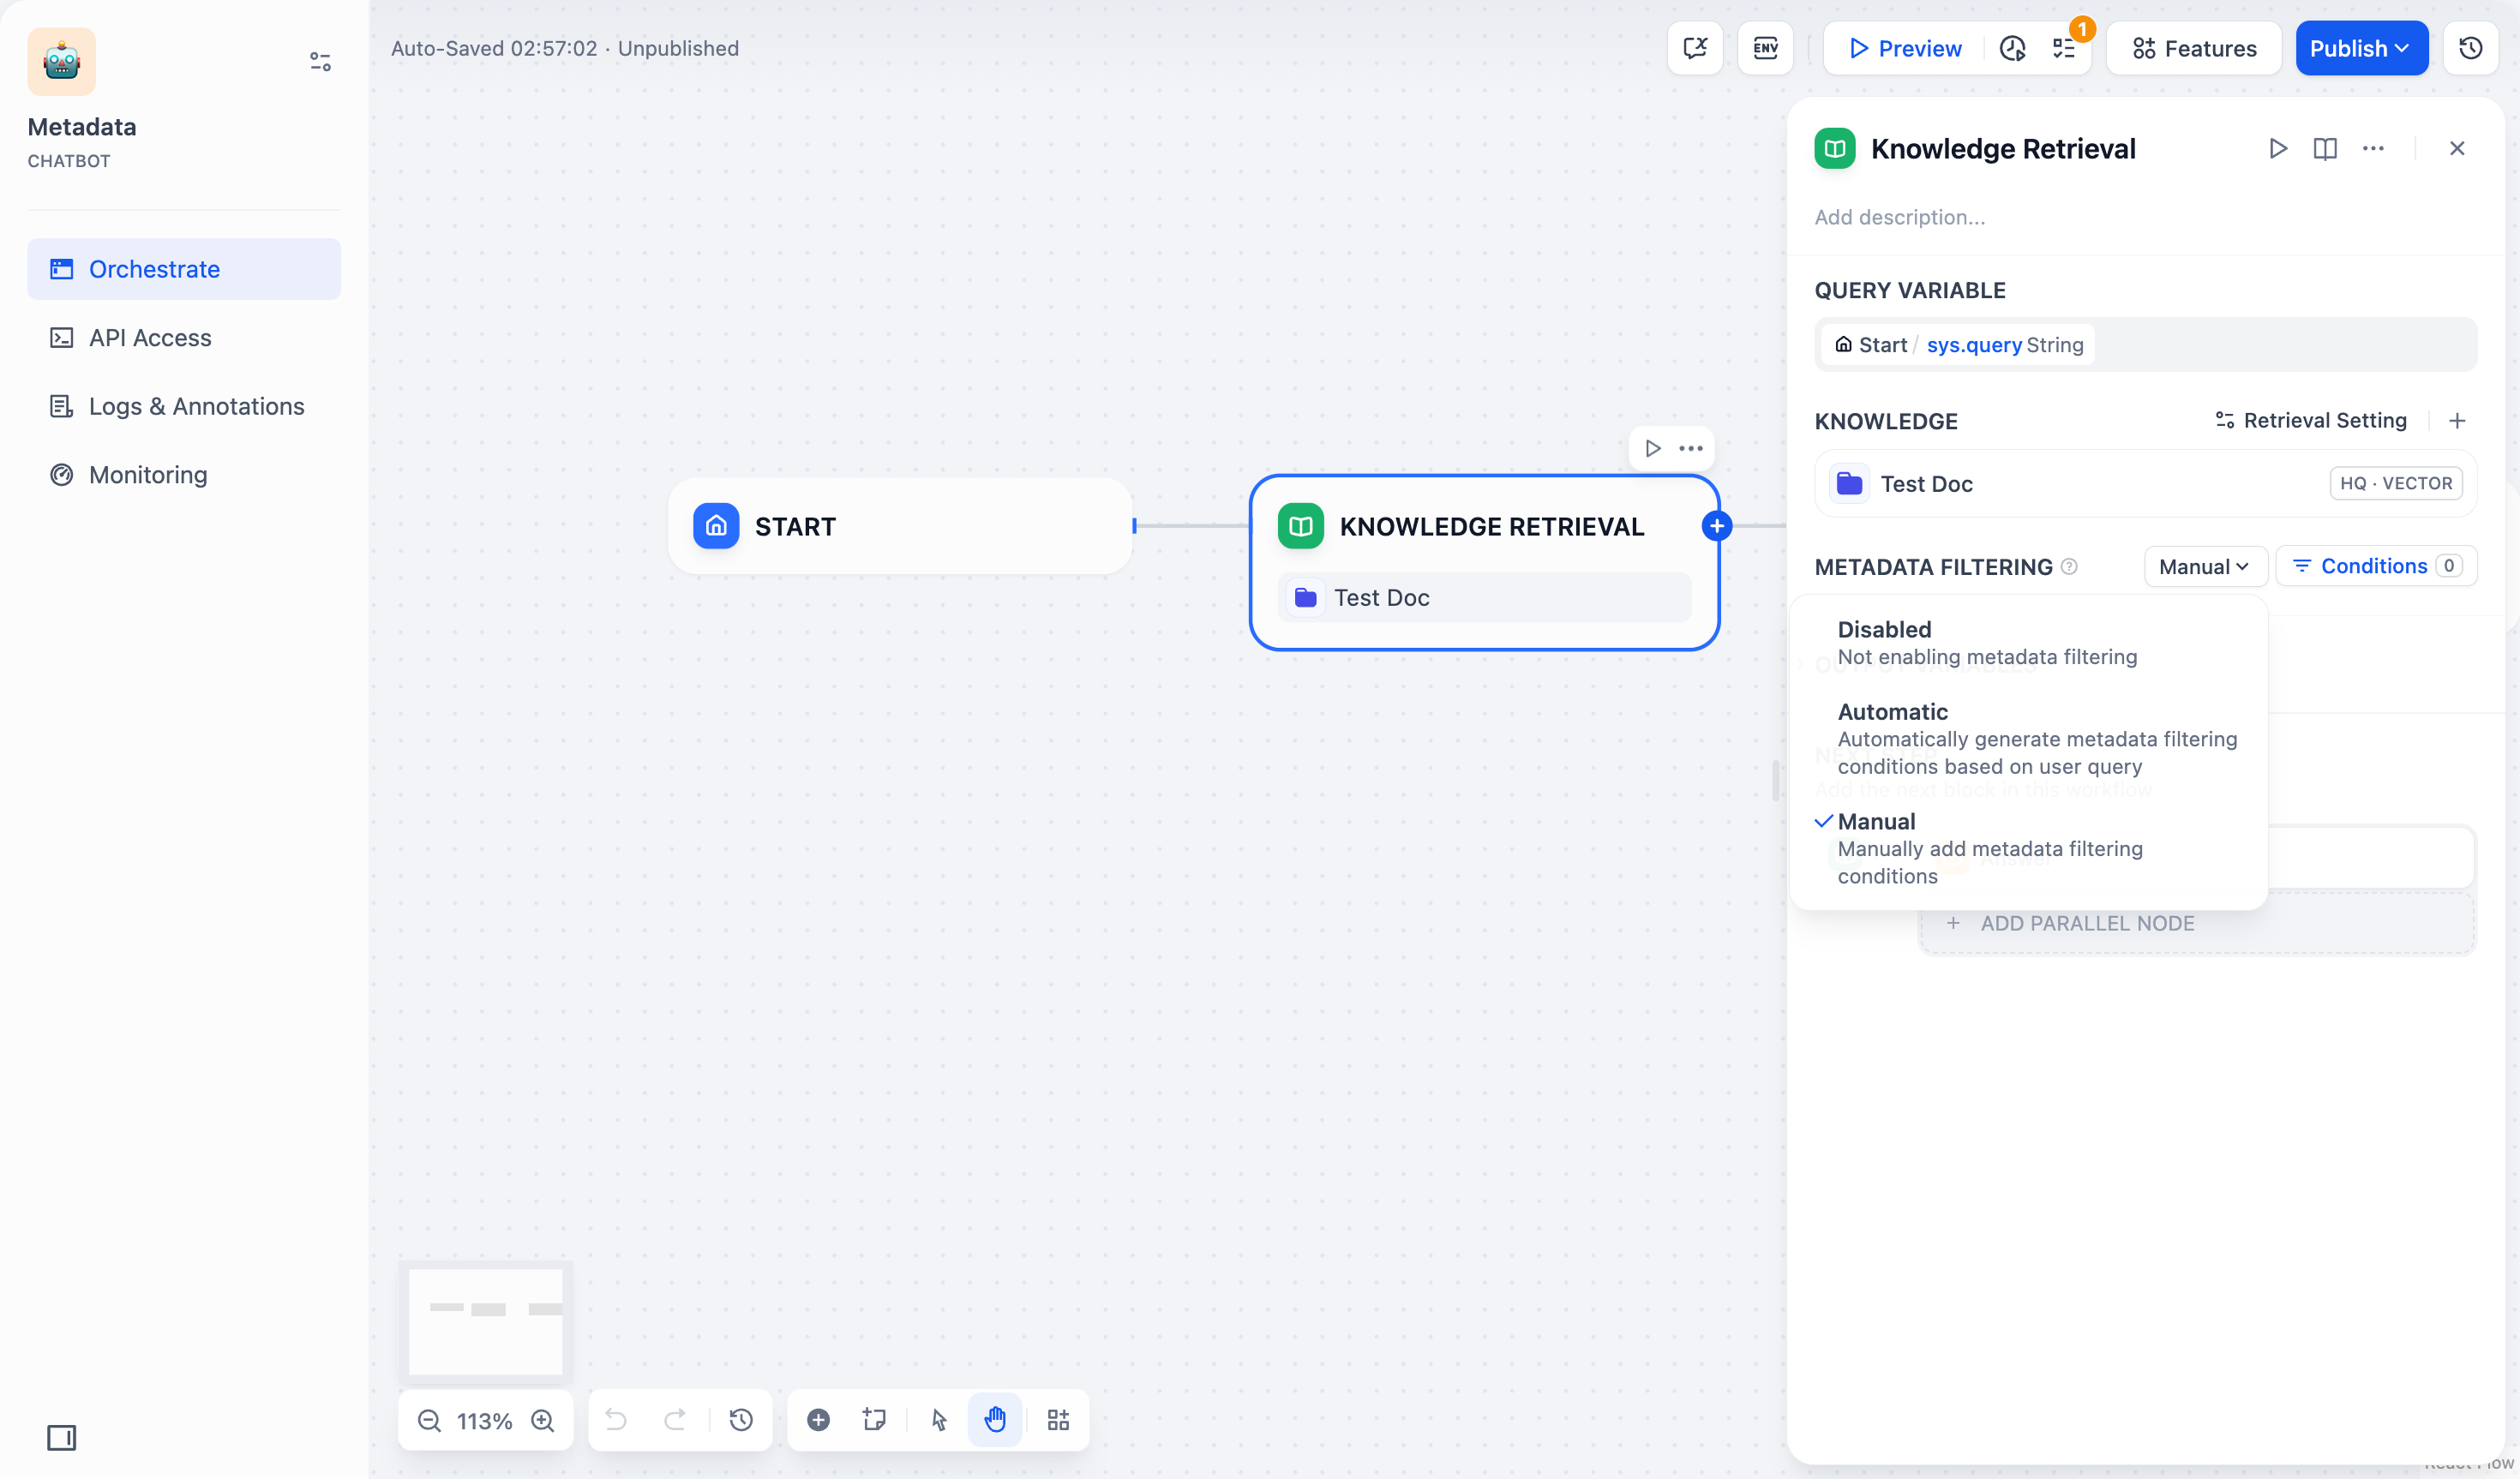 Metadata
CHATBOT
Orchestrate
API Access
Logs & Annotations
Monitoring
Auto-Saved 02:57:02 · Unpublished
ENV
Preview
1
Features
Publish
START
KNOWLEDGE RETRIEVAL
Test Doc
113%
Knowledge Retrieval
Add description...
QUERY VARIABLE
Start / sys.query String
KNOWLEDGE
Retrieval Setting
Test Doc
HQ · VECTOR
METADATA FILTERING
Manual
Conditions 0
Disabled
Not enabling metadata filtering
Automatic
Automatically generate metadata filtering
conditions based on user query
Add the next block in this workflow
Manual
Manually add metadata filtering
conditions
ADD PARALLEL NODE
React Flow